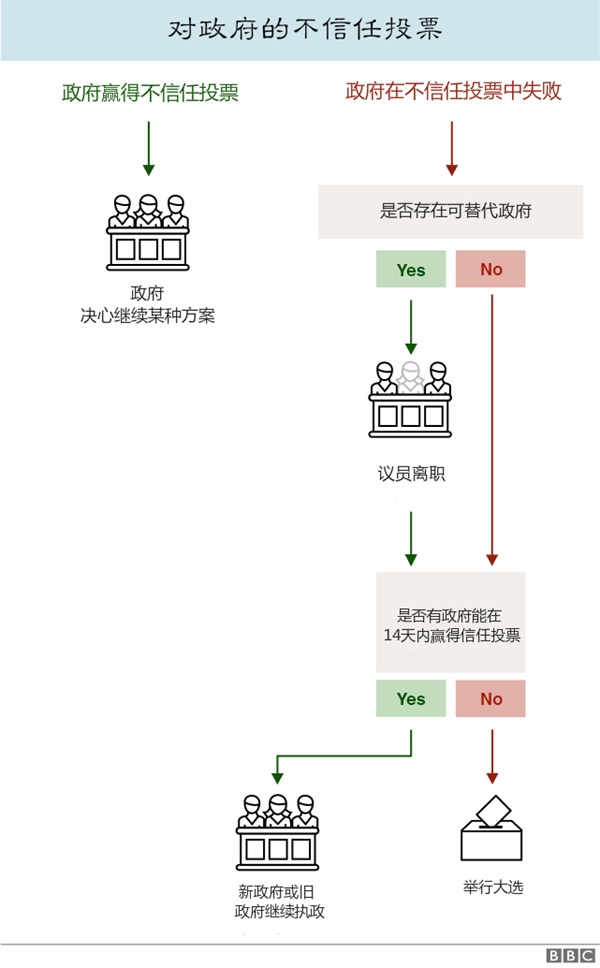 对政府的不信任投票
政府赢得不信任投票
政府在不信任投票中失败
是否存在可替代政府
Yes
No
政府
决心继续某种方案
议员离职
是否有政府能在
14天内赢得信任投票
Yes
No
新政府或旧
政府继续执政
举行大选
BBC